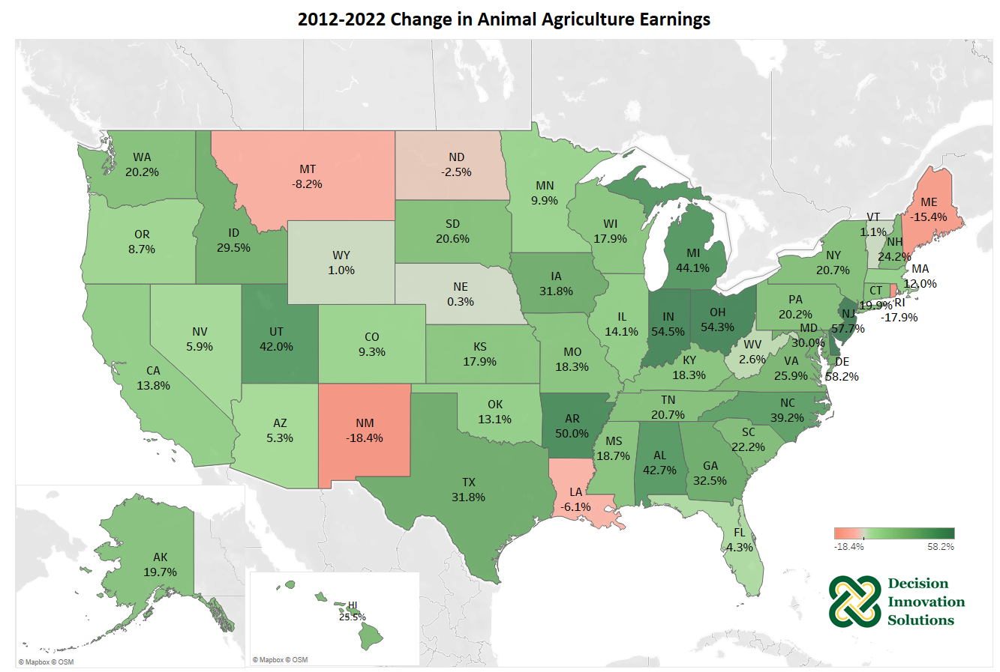 2012-2022 Change in Animal Agriculture Earnings
WA
20.2%
MT
-8.2%
ND
-2.5%
MN
9.9%
ME
-15.4%
VT
1.1%
NH
24.2%
OR
8.7%
ID
29.5%
SD
20.6%
WI
17.9%
MI
44.1%
NY
20.7%
MA
12.0%
WY
1.0%
IA
31.8%
NE
0.3%
CT
19.9%
RI
-17.9%
PA
20.2%
NJ
57.7%
NV
5.9%
UT
42.0%
CO
9.3%
KS
17.9%
MO
18.3%
IL
14.1%
IN
54.5%
OH
54.3%
WV
2.6%
MD
30.0%
DE
58.2%
VA
25.9%
KY
18.3%
CA
13.8%
AZ
5.3%
NM
-18.4%
OK
13.1%
AR
50.0%
TN
20.7%
NC
39.2%
SC
22.2%
MS
18.7%
AL
42.7%
GA
32.5%
TX
31.8%
LA
-6.1%
FL
4.3%
AK
19.7%
HI
25.5%
-18.4%
58.2%
Decision
Innovation
Solutions
© Mapbox © OSM
© Mapbox © OSM